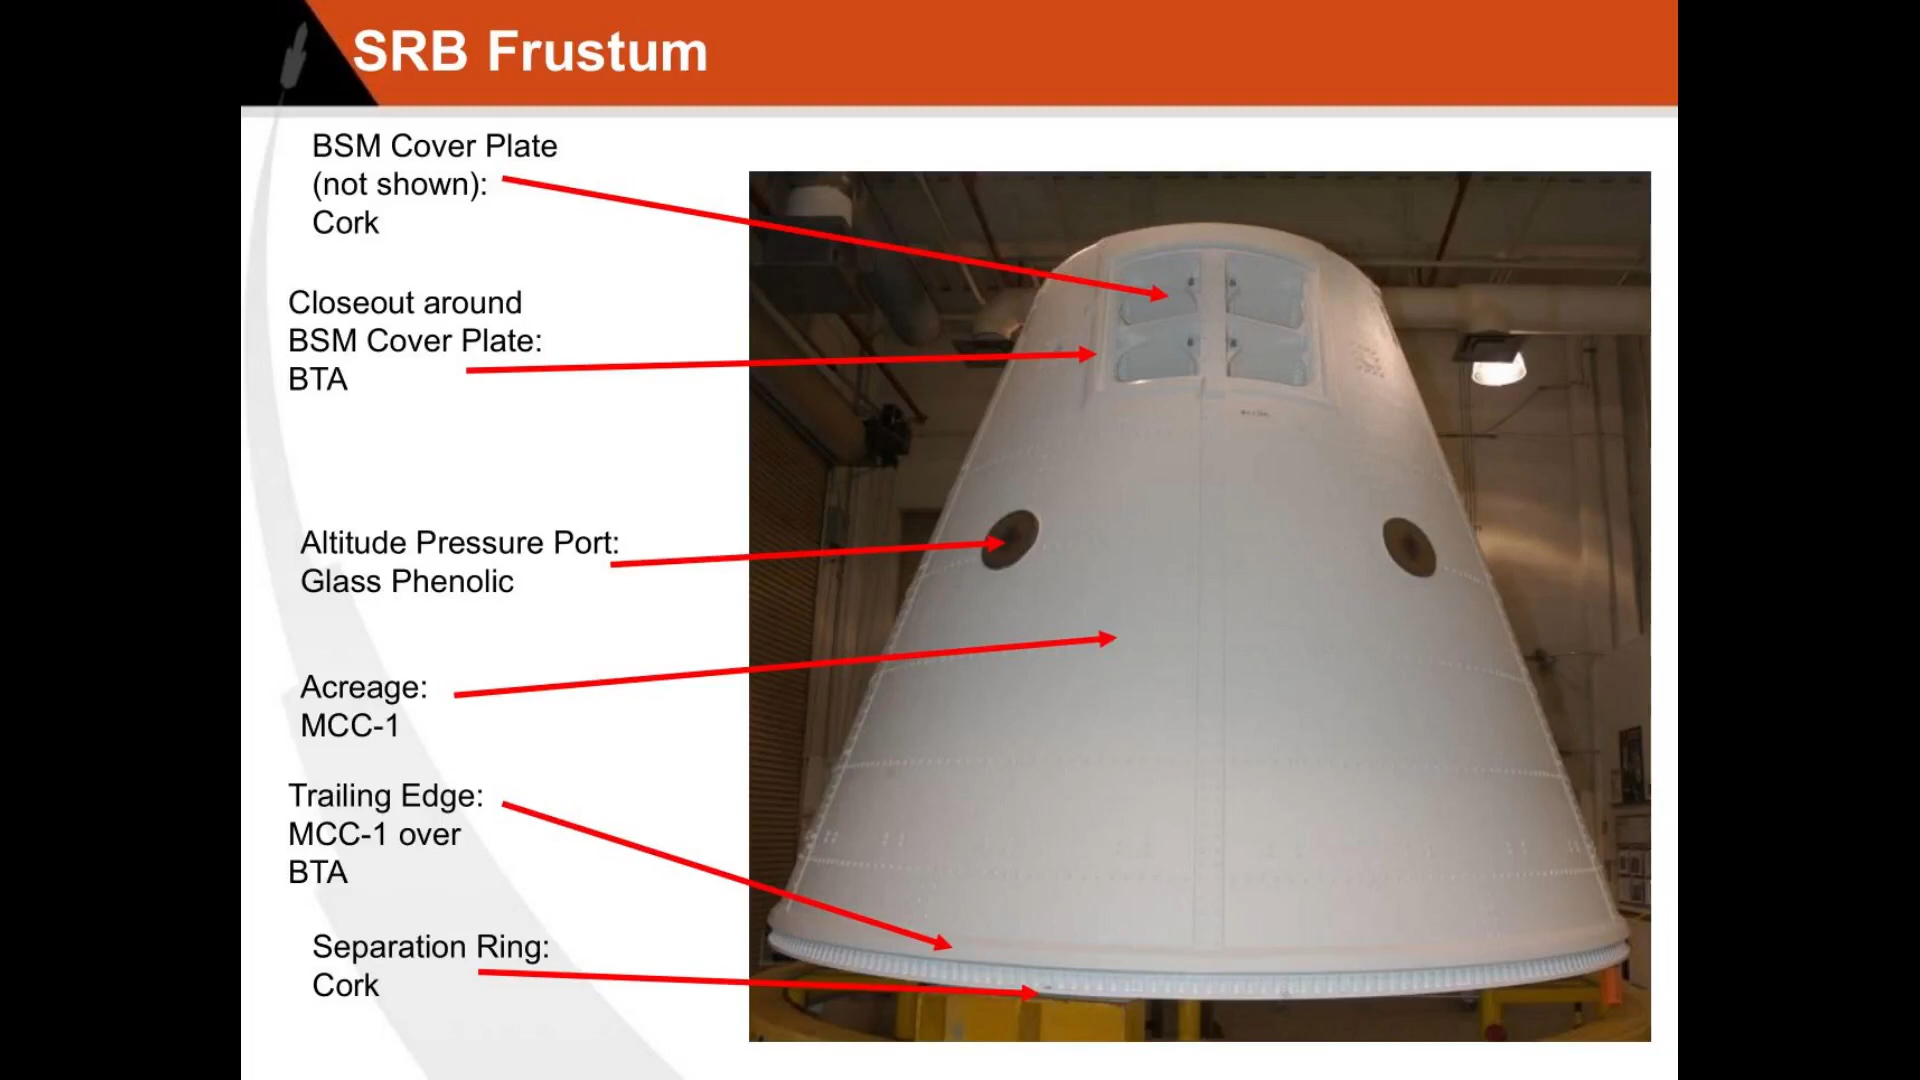 SRB Frustum
BSM Cover Plate
(not shown):
Cork
Closeout around
BSM Cover Plate:
BTA
Altitude Pressure Port:
Glass Phenolic
Acreage:
MCC-1
Trailing Edge:
MCC-1 over
BTA
Separation Ring:
Cork